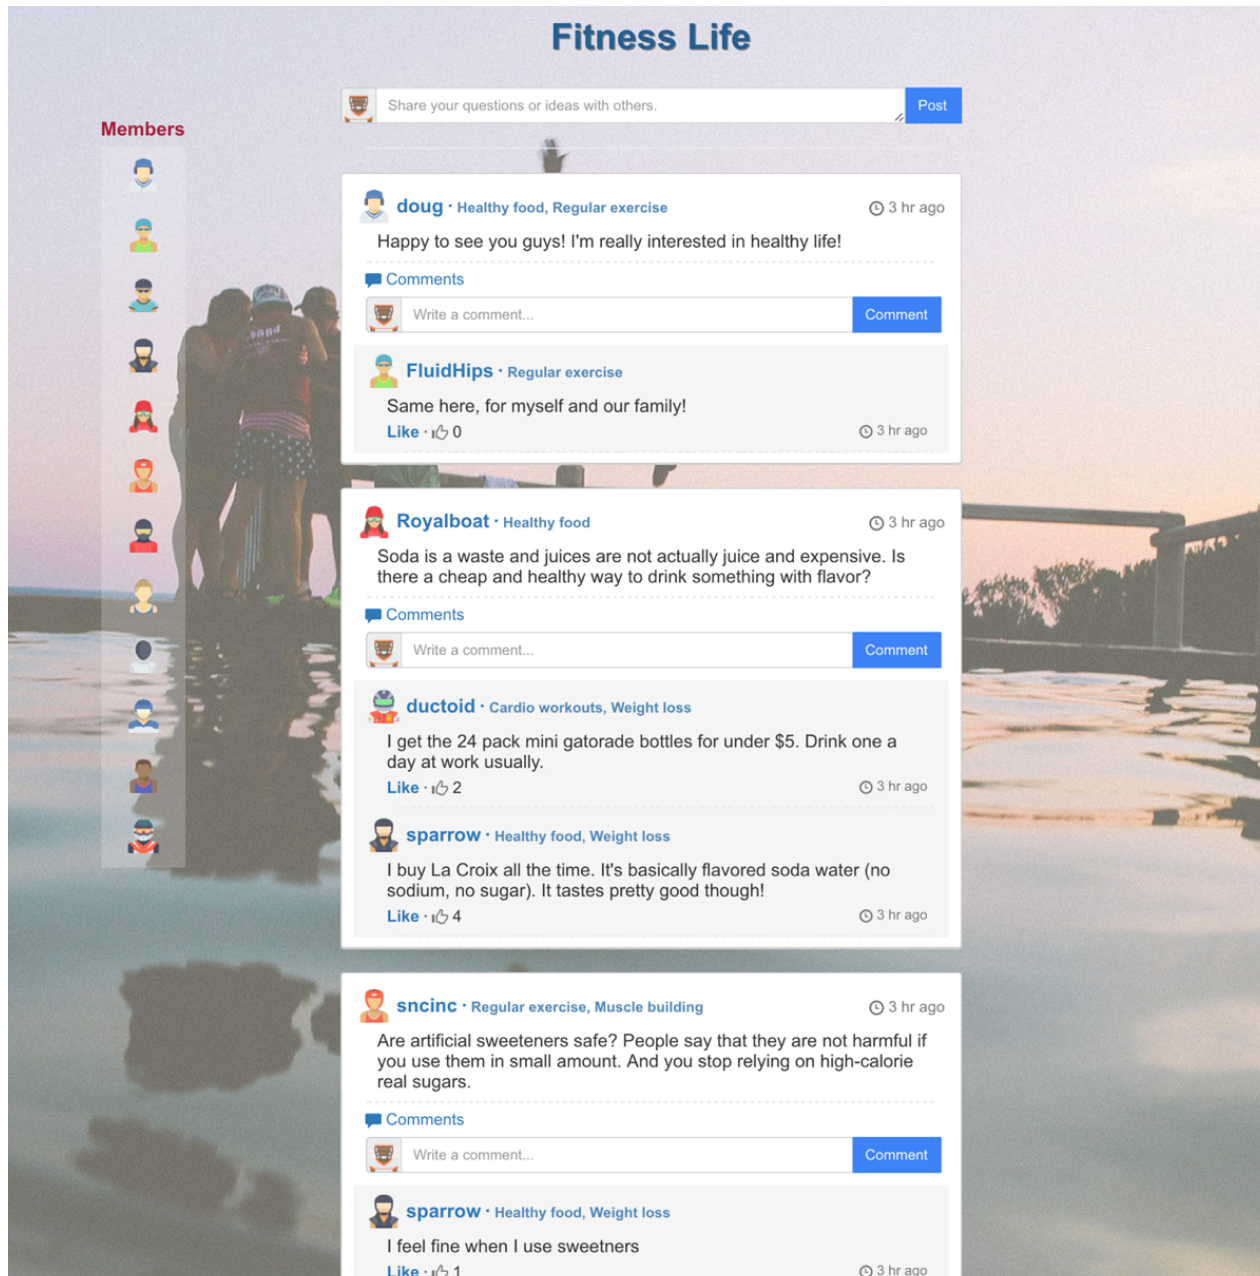 Fitness Life
Share your questions or ideas with others.
Post
Members
doug · Healthy food, Regular exercise
3 hr ago
Happy to see you guys! I'm really interested in healthy life!
Comments
Write a comment...
Comment
FluidHips · Regular exercise
Same here, for myself and our family!
Like · 0
3 hr ago
Royalboat · Healthy food
3 hr ago
Soda is a waste and juices are not actually juice and expensive. Is
there a cheap and healthy way to drink something with flavor?
Comments
Write a comment...
Comment
ductoid · Cardio workouts, Weight loss
I get the 24 pack mini gatorade bottles for under $5. Drink one a
day at work usually.
Like · 2
3 hr ago
sparrow · Healthy food, Weight loss
I buy La Croix all the time. It's basically flavored soda water (no
sodium, no sugar). It tastes pretty good though!
Like · 4
3 hr ago
sncinc · Regular exercise, Muscle building
3 hr ago
Are artificial sweeteners safe? People say that they are not harmful if
you use them in small amount. And you stop relying on high-calorie
real sugars.
Comments
Write a comment...
Comment
sparrow · Healthy food, Weight loss
I feel fine when I use sweetners
Like · 1
3 hr ago